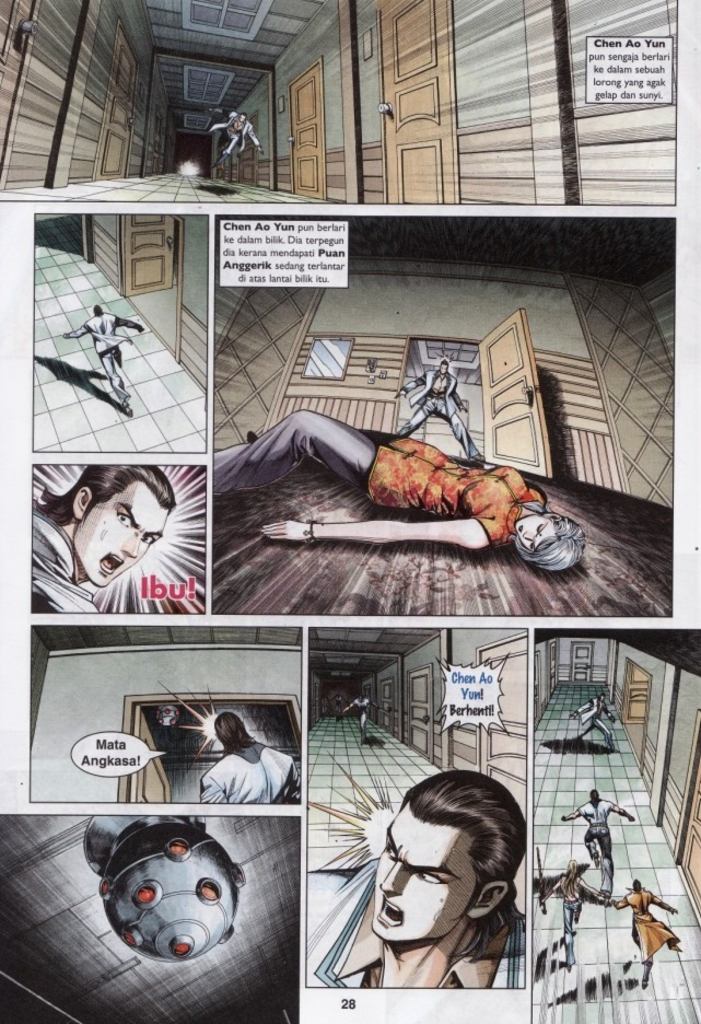 Chen Ao Yun
pun sengaja berlari
ke dalam sebuah
lorong yang agak
gelap dan sunyi.
Chen Ao Yun pun berlari
ke dalam bilik. Dia terpegun
dia kerana mendapati Puan
Anggerik sedang terlantar
di atas lantai bilik itu.
Ibu!
Mata
Angkasa!
Chen Ao
Yun!
Berhenti!
28